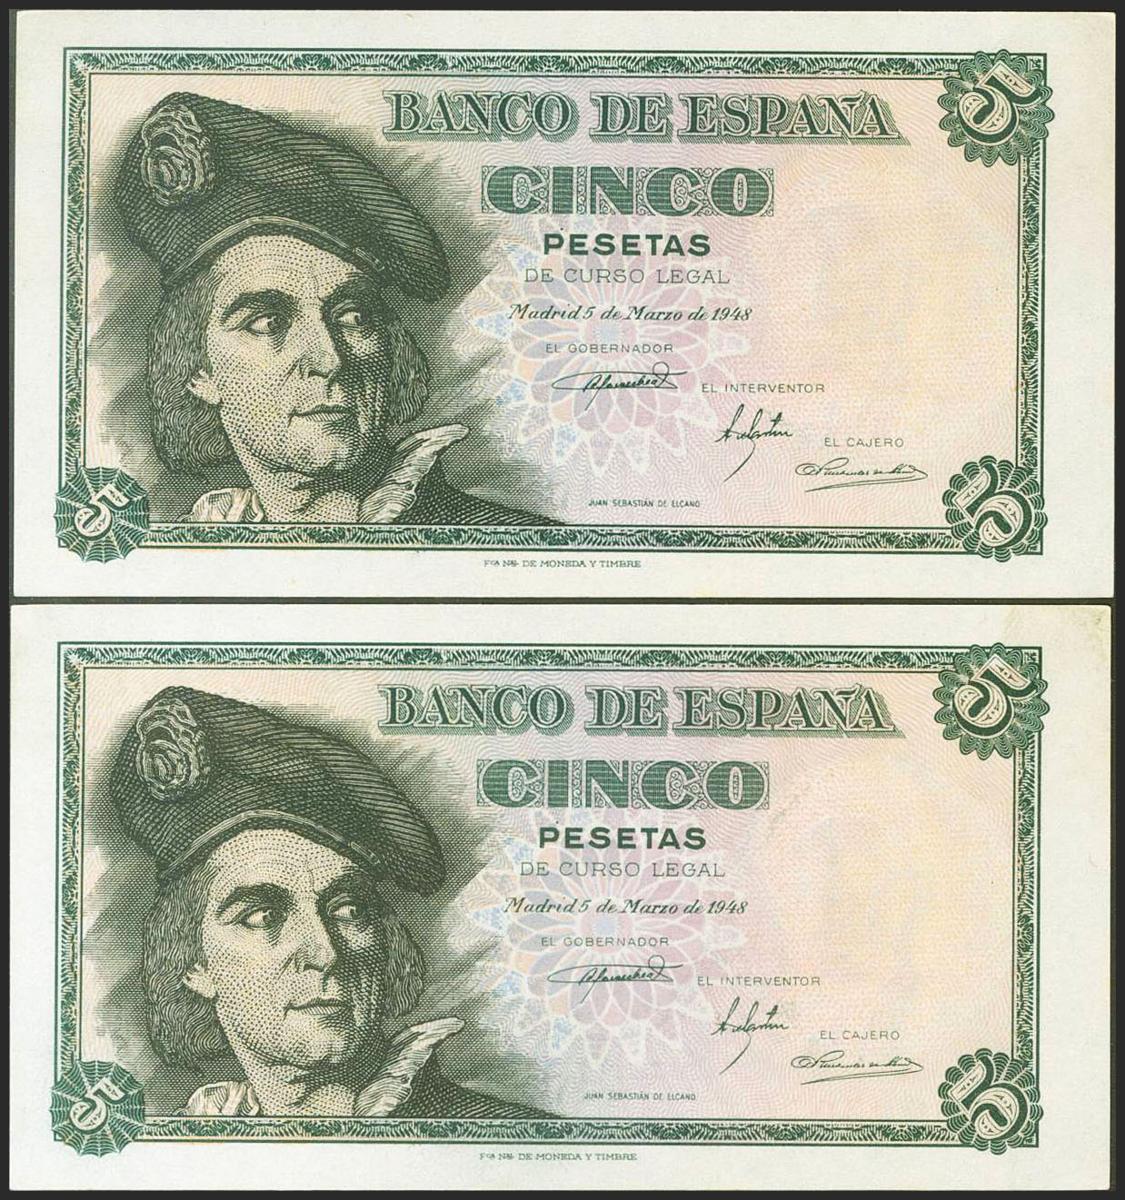 5
BANCO DE ESPAÑA
CINCO
PESETAS
DE CURSO LEGAL
Madrid 5 de Marzo de 1948
EL GOBERNADOR
EL INTERVENTOR
EL CAJERO
JUAN SEBASTIÁN DE ELCANO
5
5
Fca Nal DE MONEDA Y TIMBRE
5
BANCO DE ESPAÑA
CINCO
PESETAS
DE CURSO LEGAL
Madrid 5 de Marzo de 1948
EL GOBERNADOR
EL INTERVENTOR
EL CAJERO
JUAN SEBASTIÁN DE ELCANO
5
5
Fca Nal DE MONEDA Y TIMBRE